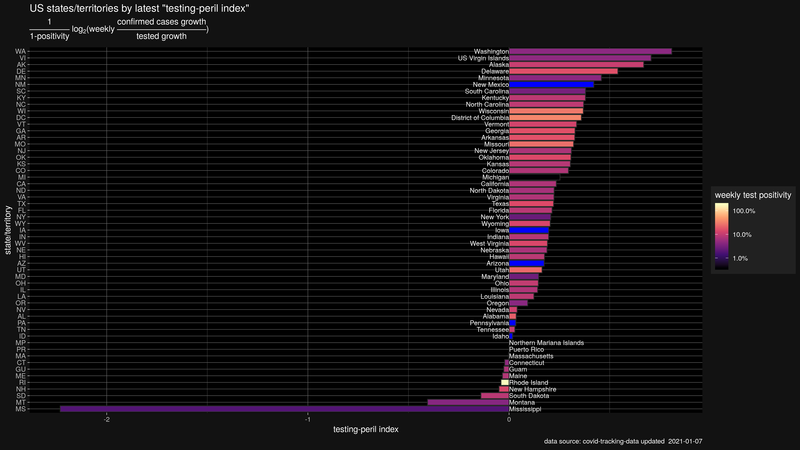 US states/territories by latest "testing-peril index"
1
1-positivity
log2(weekly confirmed cases growth
tested growth
)
state/territory
WA Washington
VI US Virgin Islands
AK Alaska
DE Delaware
MN Minnesota
NM New Mexico
SC South Carolina
KY Kentucky
NC North Carolina
WI Wisconsin
DC District of Columbia
VT Vermont
GA Georgia
AR Arkansas
MO Missouri
NJ New Jersey
OK Oklahoma
KS Kansas
CO Colorado
MI Michigan
CA California
ND North Dakota
VA Virginia
TX Texas
FL Florida
NY New York
WY Wyoming
IA Iowa
IN Indiana
WV West Virginia
NE Nebraska
HI Hawaii
AZ Arizona
UT Utah
MD Maryland
OH Ohio
IL Illinois
LA Louisiana
OR Oregon
NV Nevada
AL Alabama
PA Pennsylvania
TN Tennessee
ID Idaho
MP Northern Mariana Islands
PR Puerto Rico
MA Massachusetts
CT Connecticut
GU Guam
ME Maine
RI Rhode Island
NH New Hampshire
SD South Dakota
MT Montana
MS Mississippi
-2 -1 0
testing-peril index
weekly test positivity
100.0%
10.0%
1.0%
data source: covid-tracking-data updated 2021-01-07